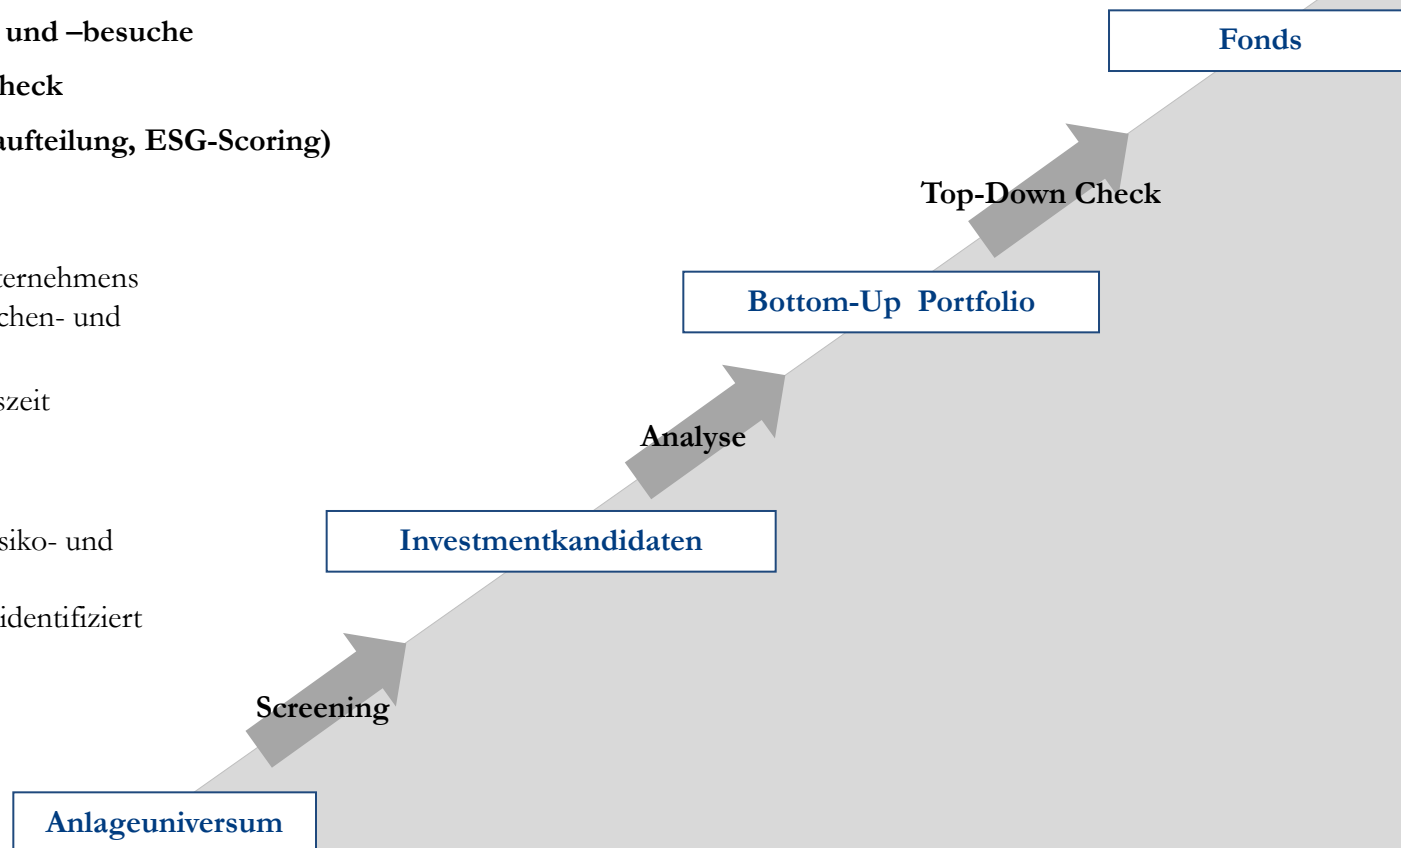 und –besuche
Fonds
heck
aufteilung, ESG-Scoring)
Top-Down Check
ternehmens
chen- und
Bottom-Up Portfolio
szeit
Analyse
siko- und
Investmentkandidaten
identifiziert
Screening
Anlageuniversum